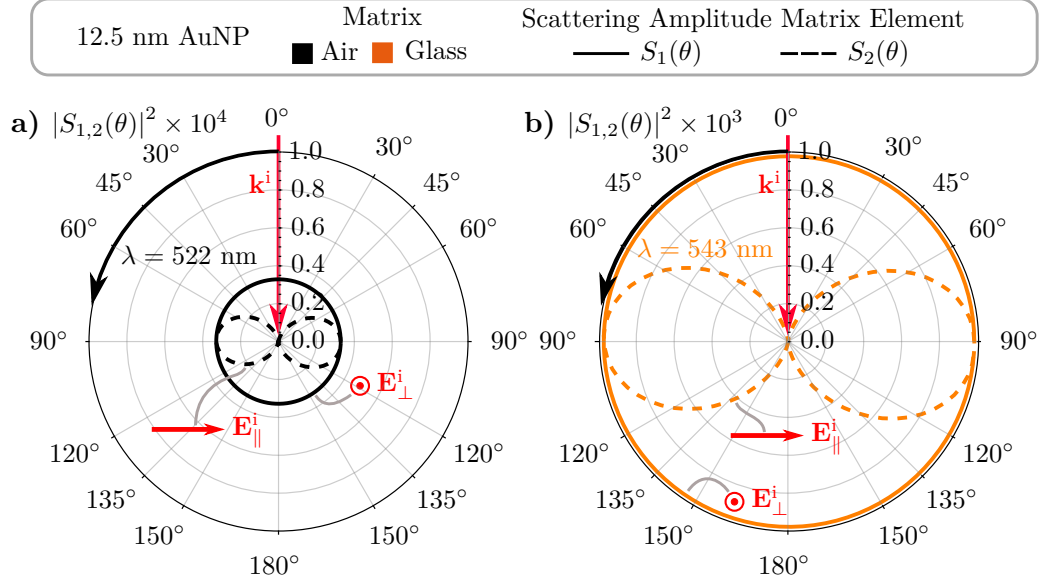 12.5 nm AuNP
Matrix
Air
Glass
Scattering Amplitude Matrix Element
S₁(θ)
S₂(θ)
a) |S₁,₂(θ)|² × 10⁴
0°
30°
30°
45°
45°
60°
60°
90°
90°
120°
120°
135°
135°
150°
150°
180°
1.0
0.8
0.6
0.4
0.2
0.0
kⁱ
λ = 522 nm
Eⁱ⊥
Eⁱ∥
b) |S₁,₂(θ)|² × 10³
0°
30°
30°
45°
45°
60°
60°
90°
90°
120°
120°
135°
135°
150°
150°
180°
1.0
0.8
0.6
0.4
0.2
0.0
kⁱ
λ = 543 nm
Eⁱ∥
Eⁱ⊥